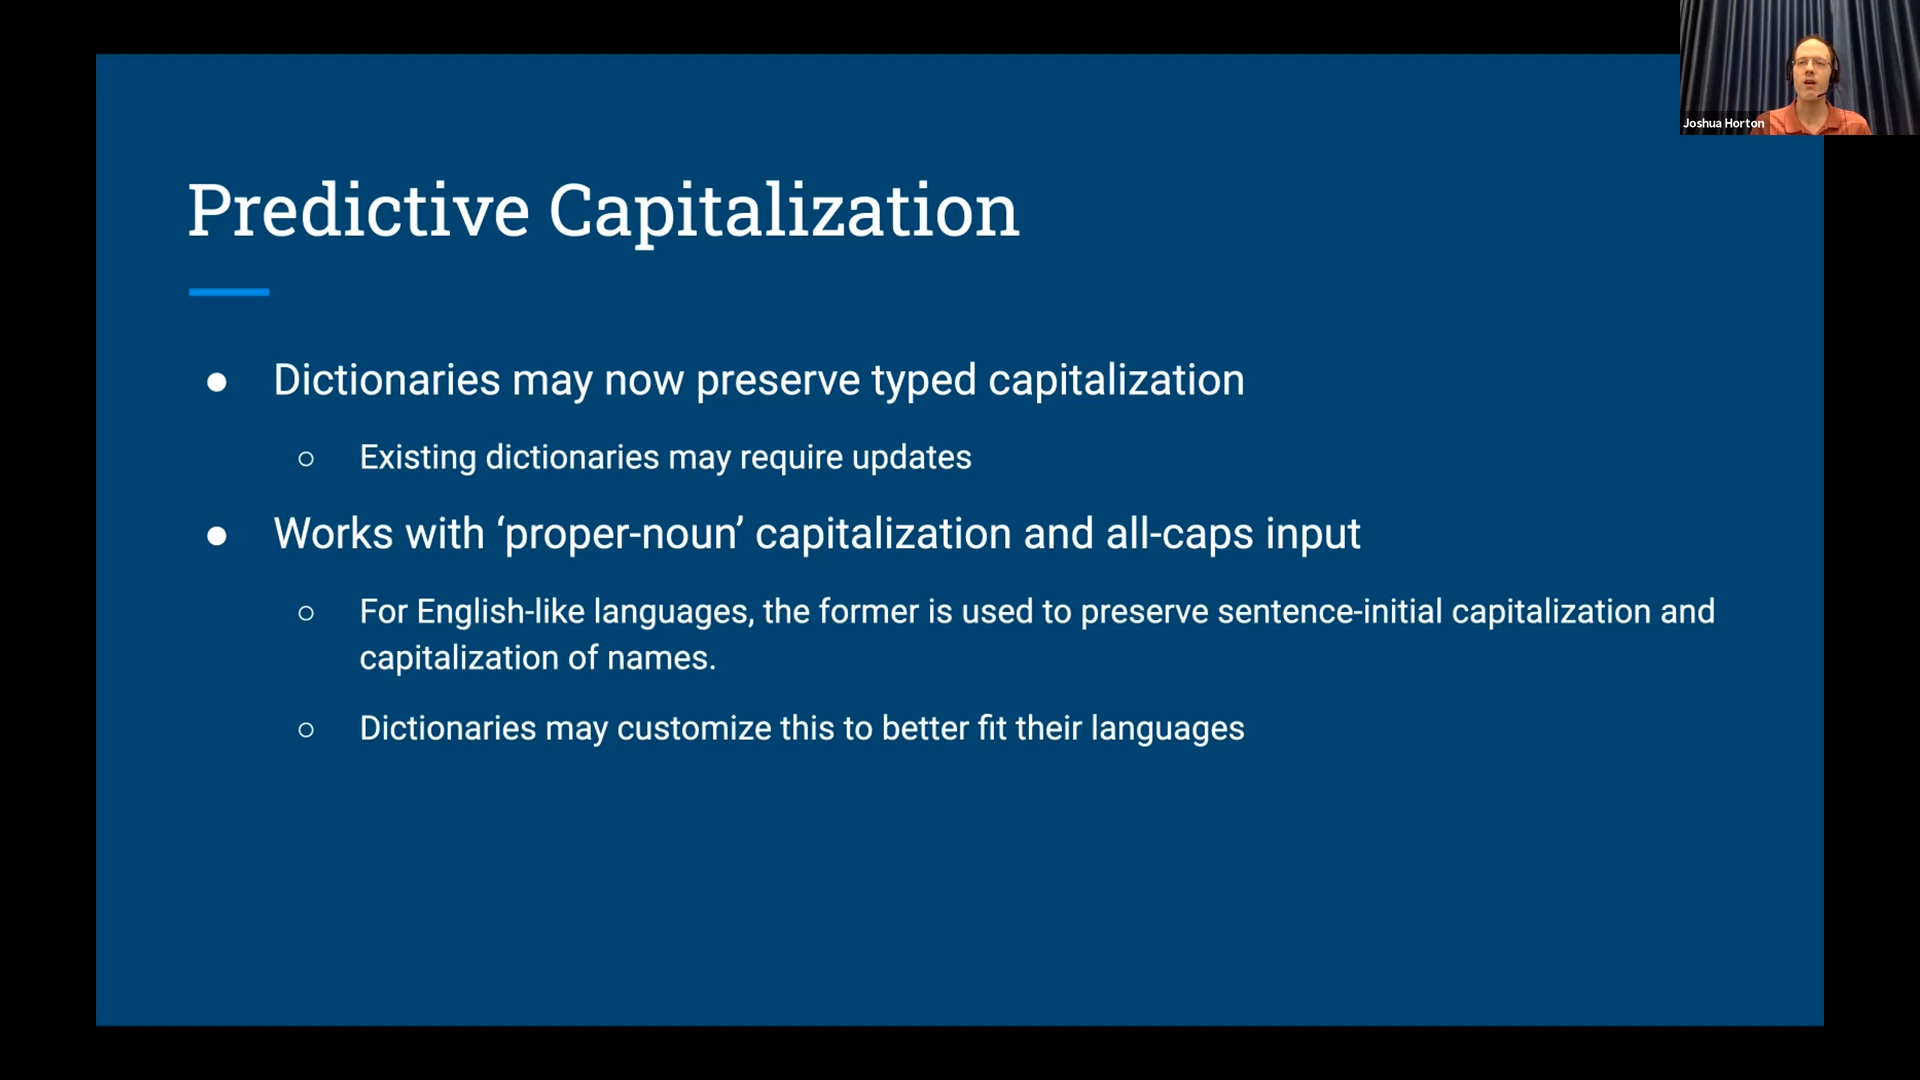 Joshua Horton
Predictive Capitalization
● Dictionaries may now preserve typed capitalization
○ Existing dictionaries may require updates
● Works with ‘proper-noun’ capitalization and all-caps input
○ For English-like languages, the former is used to preserve sentence-initial capitalization and
capitalization of names.
○ Dictionaries may customize this to better fit their languages